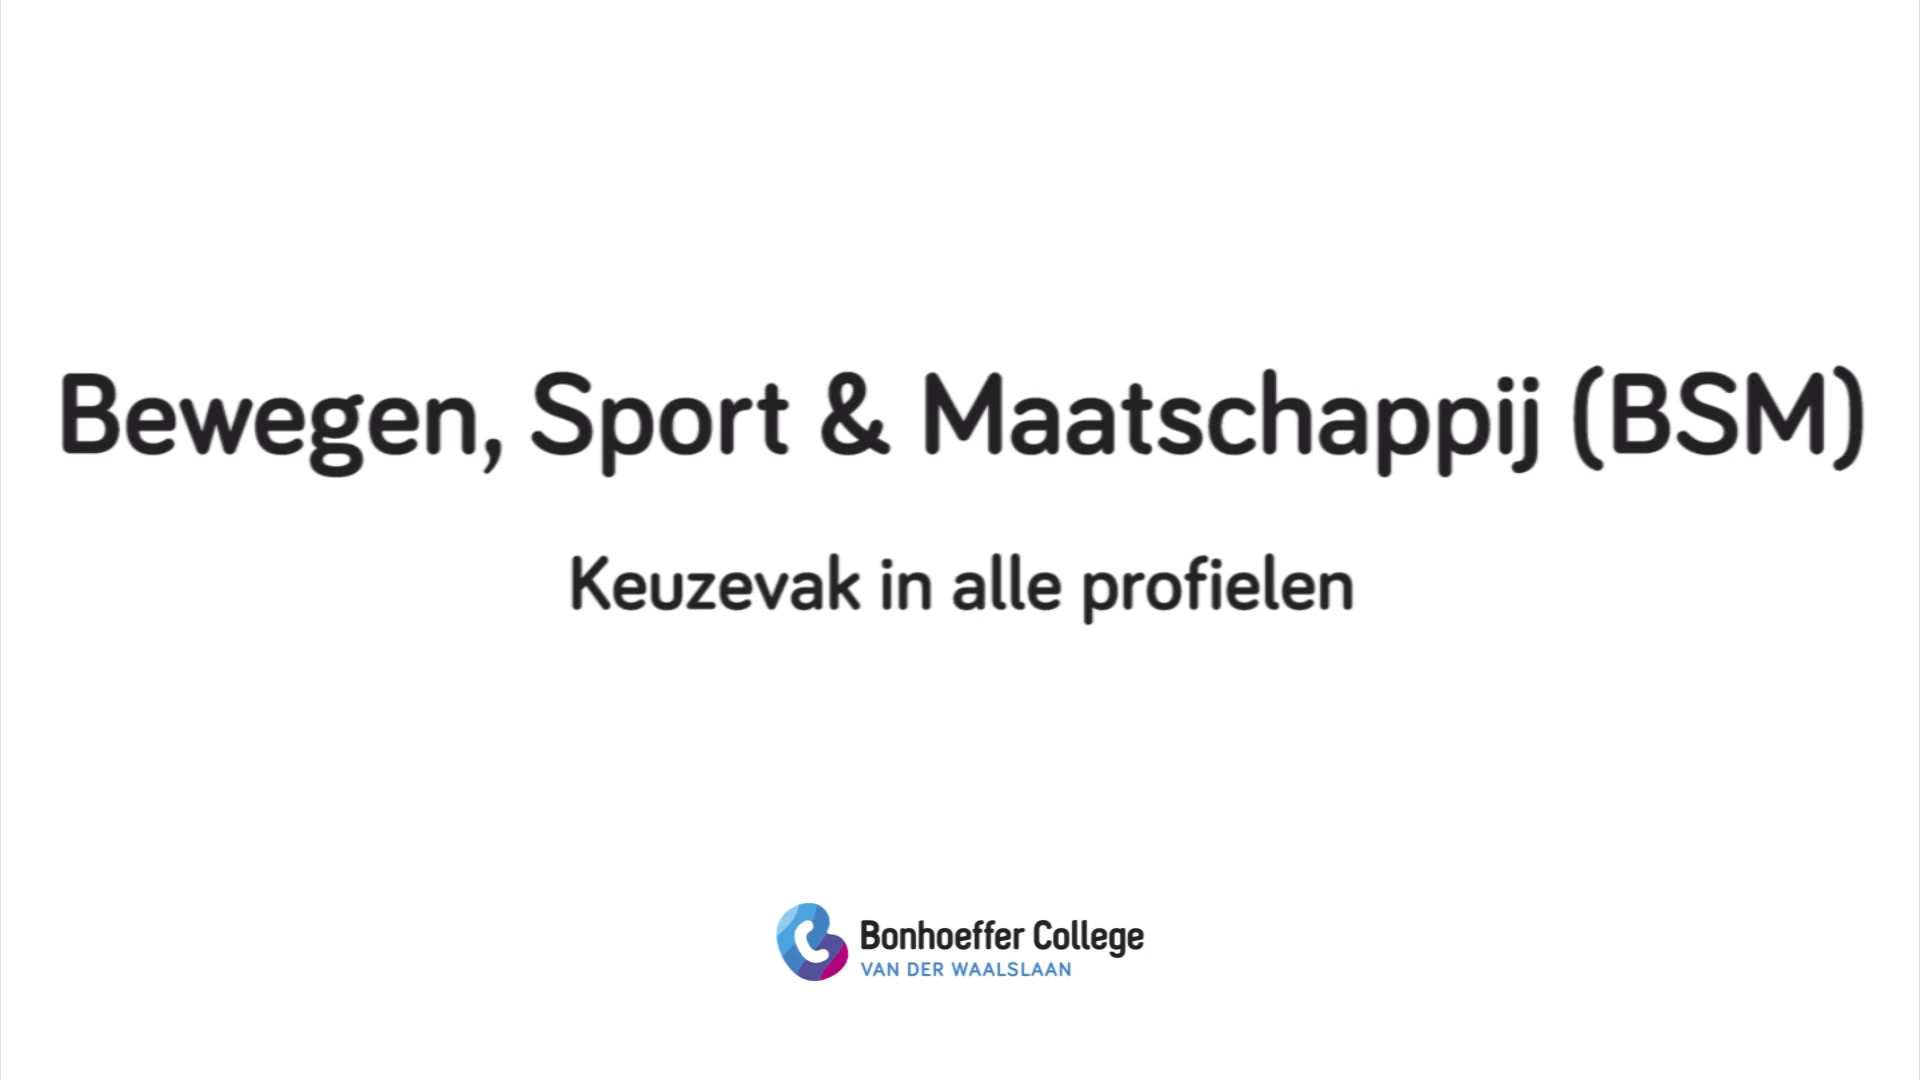 Bewegen, Sport & Maatschappij (BSM)
Keuzevak in alle profielen
Bonhoeffer College
VAN DER WAALSLAAN